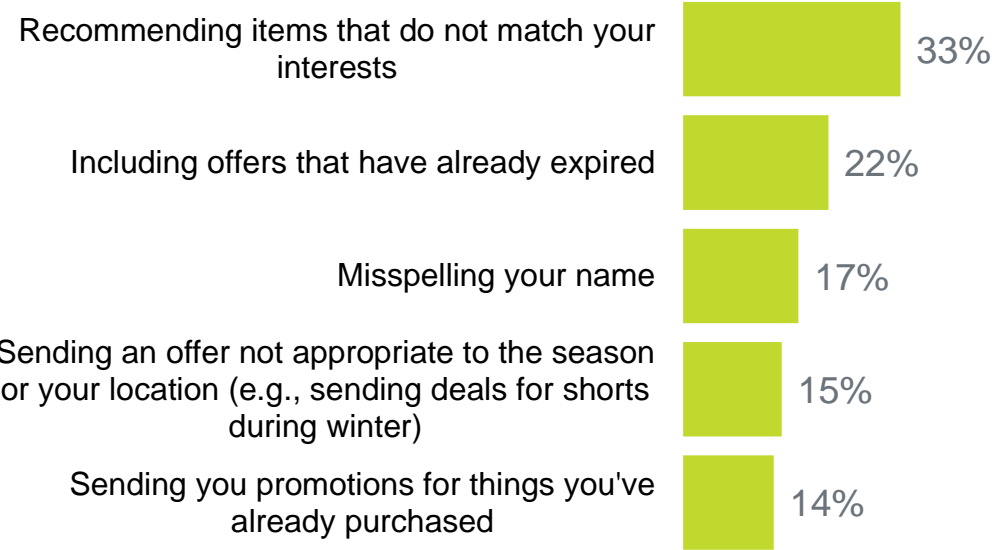 Recommending items that do not match your
interests
33%
Including offers that have already expired
22%
Misspelling your name
17%
Sending an offer not appropriate to the season
or your location (e.g., sending deals for shorts
during winter)
15%
Sending you promotions for things you've
already purchased
14%